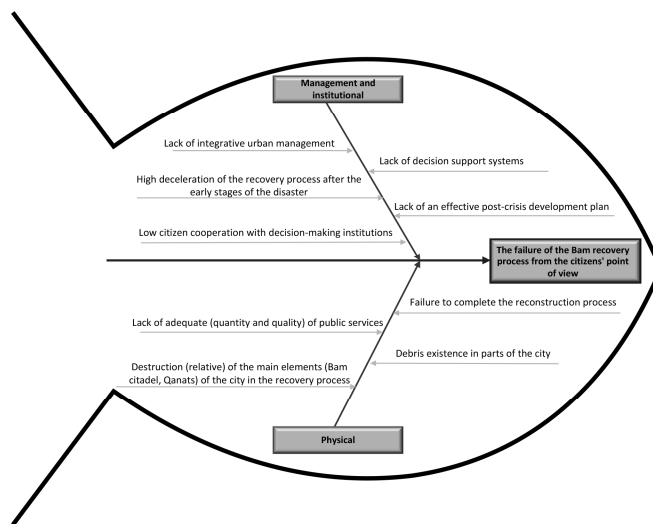 Management and
institutional
Lack of integrative urban management
Lack of decision support systems
High deceleration of the recovery process after the
early stages of the disaster
Lack of an effective post-crisis development plan
Low citizen cooperation with decision-making institutions
The failure of the Bam recovery
process from the citizens' point
of view
Failure to complete the reconstruction process
Lack of adequate (quantity and quality) of public services
Debris existence in parts of the city
Destruction (relative) of the main elements (Bam
citadel, Qanats) of the city in the recovery process
Physical